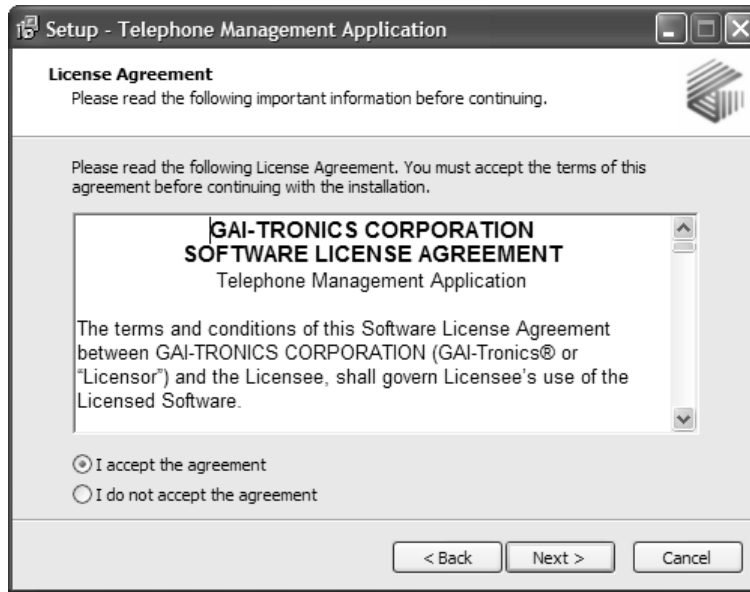 Setup - Telephone Management Application
License Agreement
Please read the following important information before continuing.
Please read the following License Agreement. You must accept the terms of this
agreement before continuing with the installation.
GAI-TRONICS CORPORATION
SOFTWARE LICENSE AGREEMENT
Telephone Management Application
The terms and conditions of this Software License Agreement
between GAI-TRONICS CORPORATION (GAI-Tronics® or
“Licensor”) and the Licensee, shall govern Licensee’s use of the
Licensed Software.
I accept the agreement
I do not accept the agreement
< Back Next > Cancel